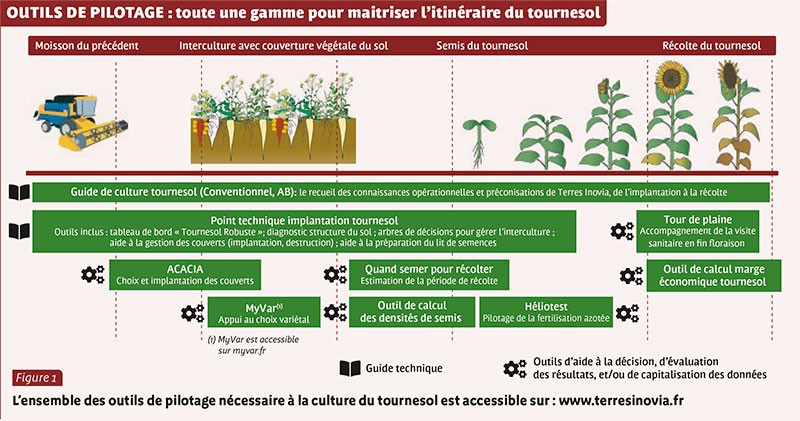 OUTILS DE PILOTAGE : toute une gamme pour maitriser l'itinéraire du tournesol
Moisson du précédent
Interculture avec couverture végétale du sol
Semis du tournesol
Récolte du tournesol
Guide de culture tournesol (Conventionnel, AB): le recueil des connaissances opérationnelles et préconisations de Terres Inovia, de l'implantation à la récolte
Point technique implantation tournesol
Outils inclus : tableau de bord « Tournesol Robuste »; diagnostic structure du sol ; arbres de décisions pour gérer l'interculture ;
aide à la gestion des couverts (implantation, destruction) ; aide à la préparation du lit de semences
Tour de plaine
Accompagnement de la visite
sanitaire en fin floraison
ACACIA
Choix et implantation des couverts
Quand semer pour récolter
Estimation de la période de récolte
Outil de calcul marge
économique tournesol
MyVar(1)
Appui au choix variétal
Outil de calcul
des densités de semis
Héliotest
Pilotage de la fertilisation azotée
(1) MyVar est accessible
sur myvar.fr
Guide technique
Outils d'aide à la décision, d'évaluation
des résultats, et/ou de capitalisation des données
Figure 1
L'ensemble des outils de pilotage nécessaire à la culture du tournesol est accessible sur : www.terresinovia.fr